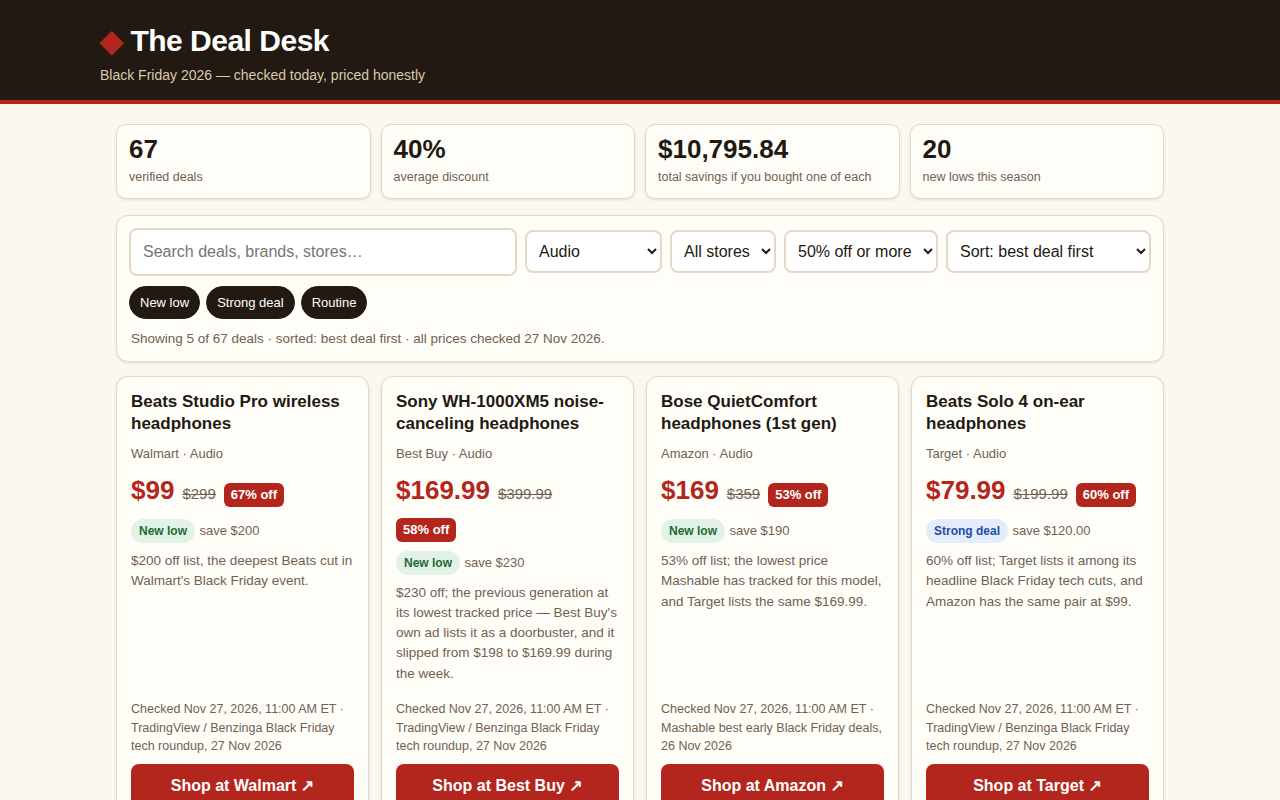 The Deal Desk
Black Friday 2026 — checked today, priced honestly
67
verified deals
40%
average discount
$10,795.84
total savings if you bought one of each
20
new lows this season
Search deals, brands, stores…
Audio
All stores
50% off or more
Sort: best deal first
New low
Strong deal
Routine
Showing 5 of 67 deals · sorted: best deal first · all prices checked 27 Nov 2026.
Beats Studio Pro wireless
headphones
Walmart · Audio
$99 $299 67% off
New low save $200
$200 off list, the deepest Beats cut in
Walmart's Black Friday event.
Checked Nov 27, 2026, 11:00 AM ET ·
TradingView / Benzinga Black Friday
tech roundup, 27 Nov 2026
Shop at Walmart ↗
Sony WH-1000XM5 noise-
canceling headphones
Best Buy · Audio
$169.99 $399.99
58% off
New low save $230
$230 off; the previous generation at
its lowest tracked price — Best Buy's
own ad lists it as a doorbuster, and it
slipped from $198 to $169.99 during
the week.
Checked Nov 27, 2026, 11:00 AM ET ·
TradingView / Benzinga Black Friday
tech roundup, 27 Nov 2026
Shop at Best Buy ↗
Bose QuietComfort
headphones (1st gen)
Amazon · Audio
$169 $359 53% off
New low save $190
53% off list; the lowest price
Mashable has tracked for this model,
and Target lists the same $169.99.
Checked Nov 27, 2026, 11:00 AM ET ·
Mashable best early Black Friday deals,
26 Nov 2026
Shop at Amazon ↗
Beats Solo 4 on-ear
headphones
Target · Audio
$79.99 $199.99 60% off
Strong deal save $120.00
60% off list; Target lists it among its
headline Black Friday tech cuts, and
Amazon has the same pair at $99.
Checked Nov 27, 2026, 11:00 AM ET ·
TradingView / Benzinga Black Friday
tech roundup, 27 Nov 2026
Shop at Target ↗